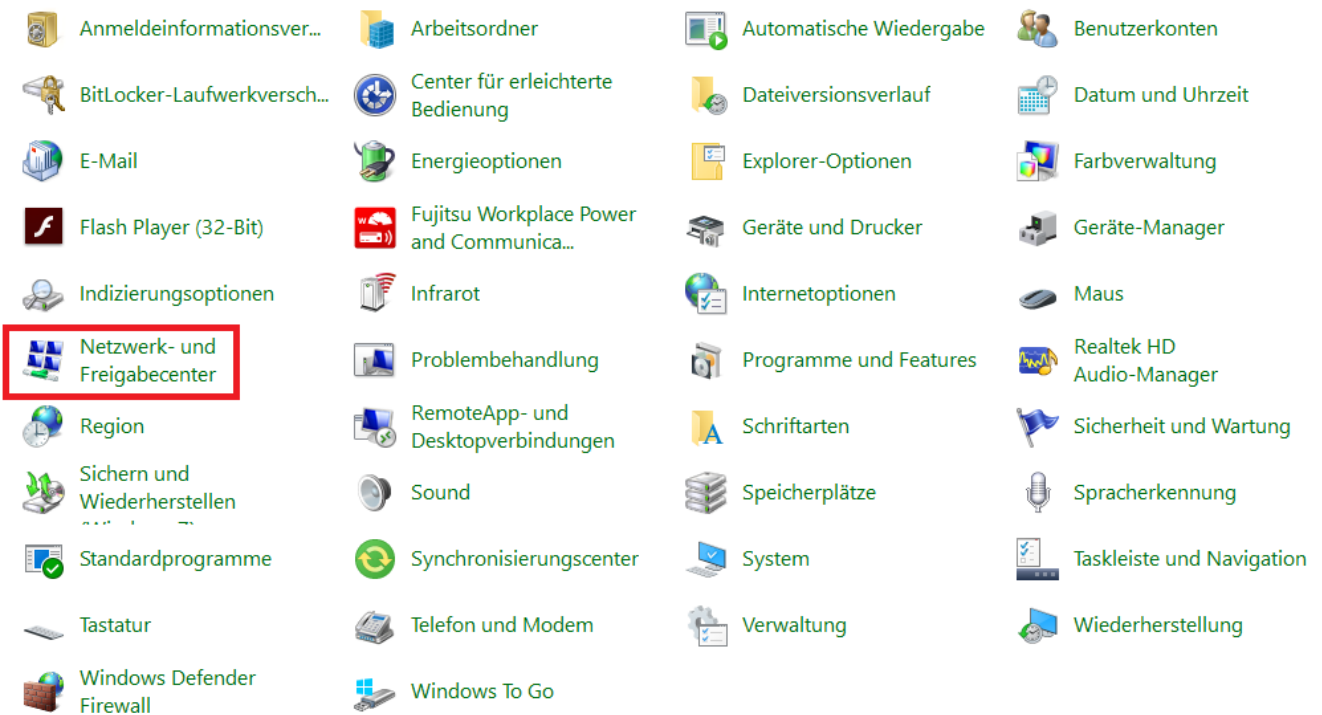 Anmeldeinformationsver...
Arbeitsordner
Automatische Wiedergabe
Benutzerkonten
BitLocker-Laufwerkversch...
Center für erleichterte
Bedienung
Dateiversionsverlauf
Datum und Uhrzeit
E-Mail
Energieoptionen
Explorer-Optionen
Farbverwaltung
Flash Player (32-Bit)
Fujitsu Workplace Power
and Communica...
Geräte und Drucker
Geräte-Manager
Indizierungsoptionen
Infrarot
Internetoptionen
Maus
Netzwerk- und
Freigabecenter
Problembehandlung
Programme und Features
Realtek HD
Audio-Manager
Region
RemoteApp- und
Desktopverbindungen
Schriftarten
Sicherheit und Wartung
Sichern und
Wiederherstellen
Sound
Speicherplätze
Spracherkennung
Standardprogramme
Synchronisierungscenter
System
Taskleiste und Navigation
Tastatur
Telefon und Modem
Verwaltung
Wiederherstellung
Windows Defender
Firewall
Windows To Go